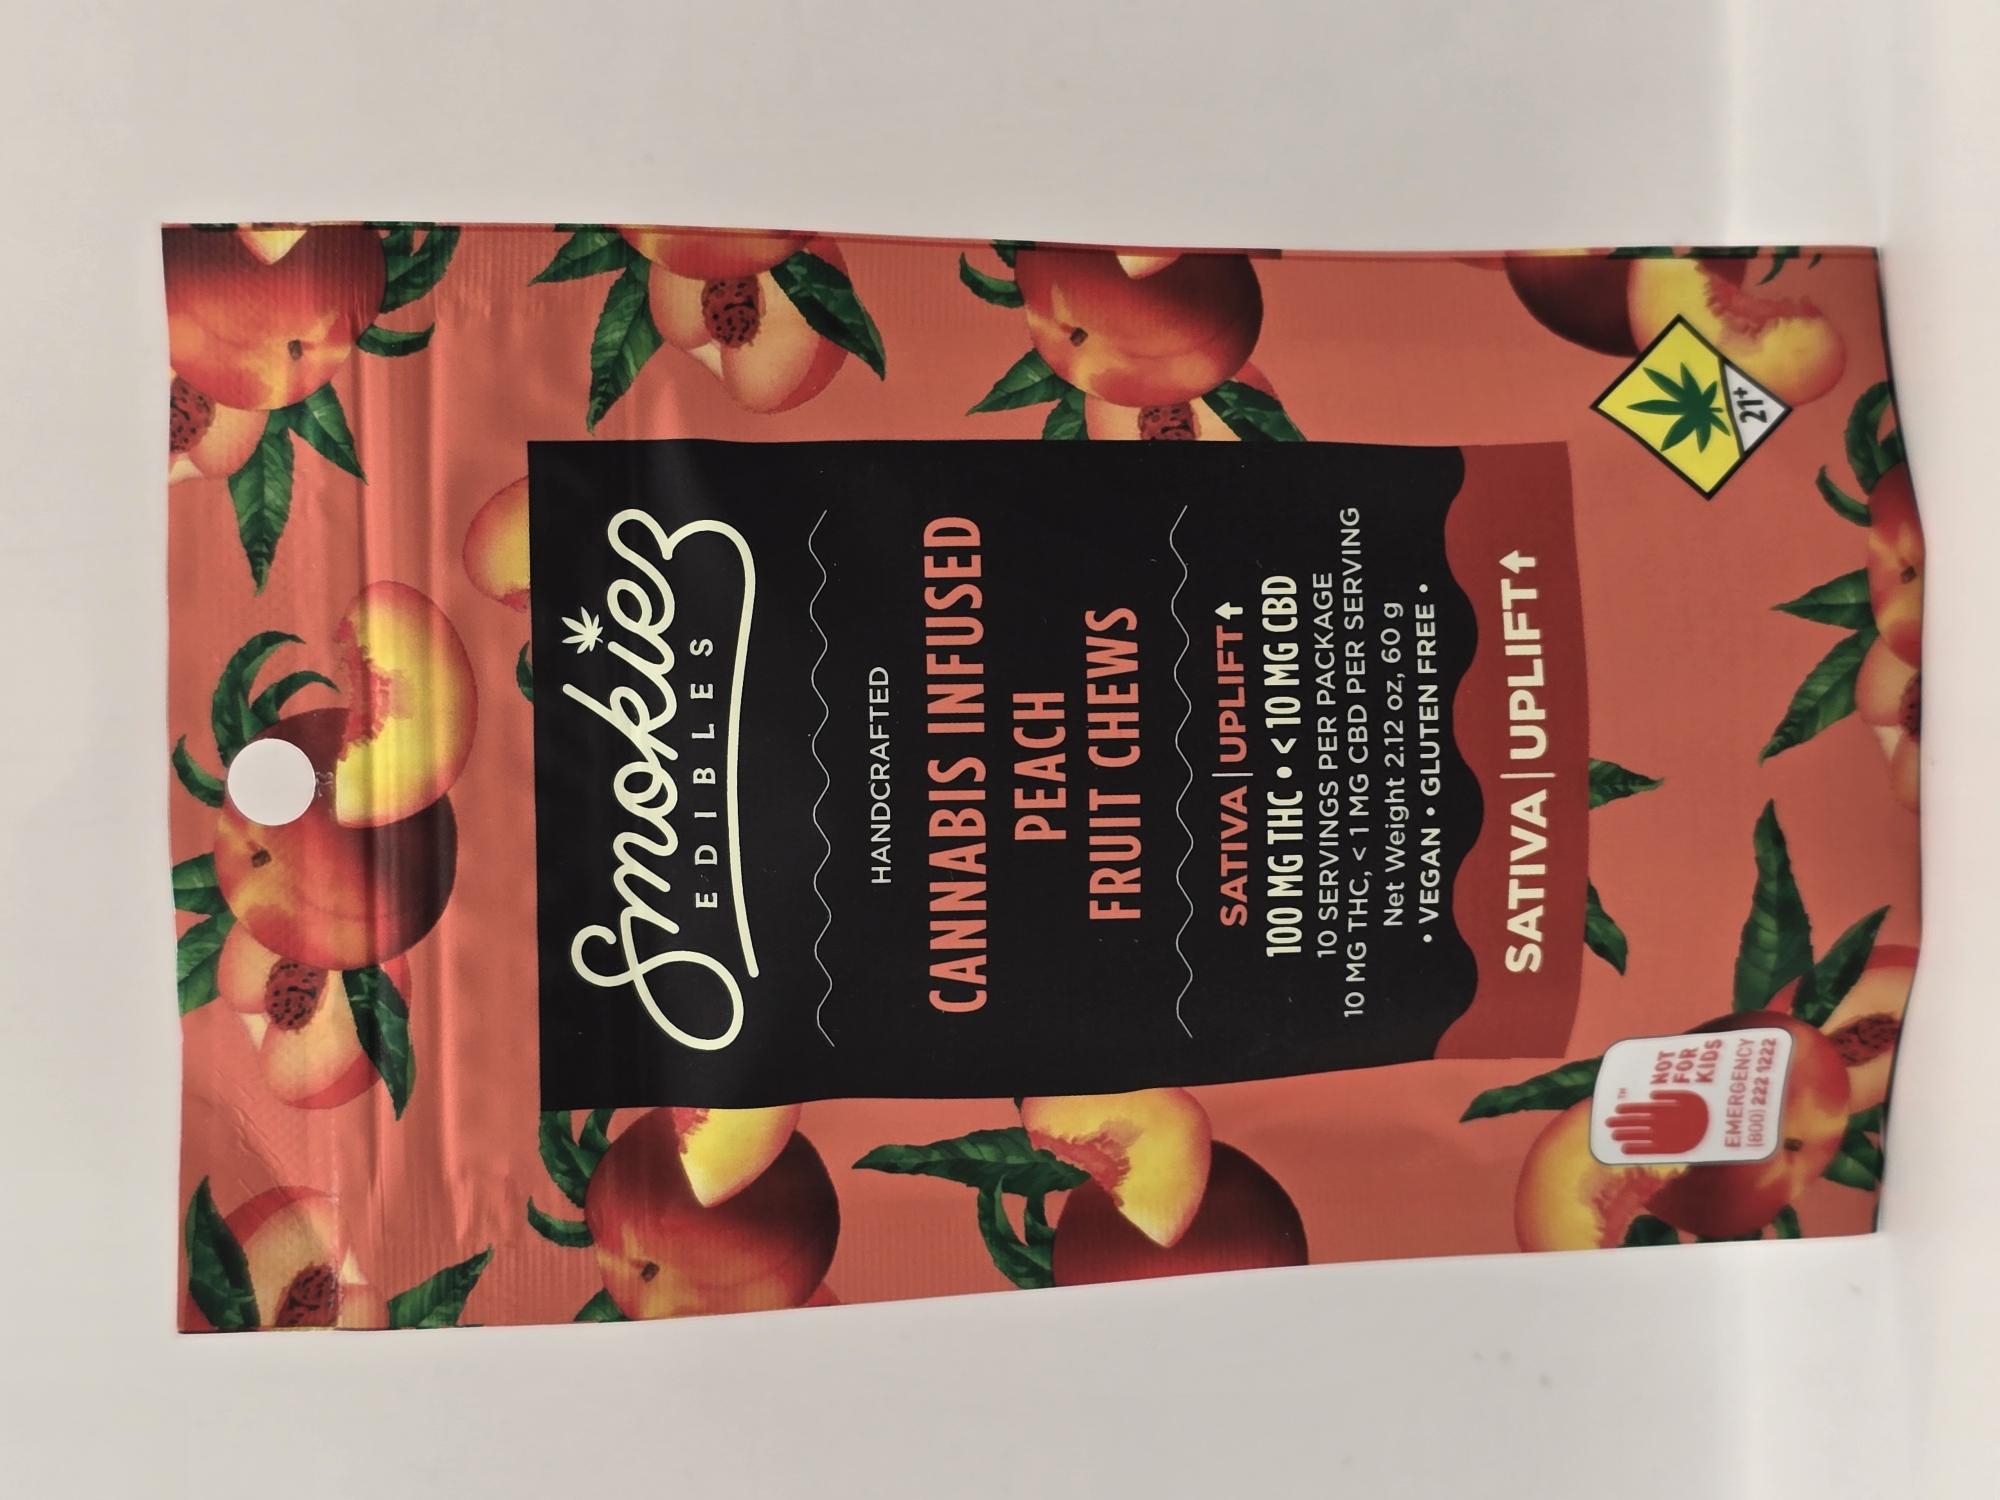 Smokiez
EDIBLES
HANDCRAFTED
CANNABIS INFUSED
PEACH
FRUIT CHEWS
SATIVA | UPLIFT↑
100 MG THC • < 10 MG CBD
10 SERVINGS PER PACKAGE
10 MG THC, < 1 MG CBD PER SERVING
Net Weight 2.12 oz, 60 g
• VEGAN • GLUTEN FREE •
SATIVA | UPLIFT↑
NOT
FOR
KIDS
TM
EMERGENCY
(800) 222 1222
21+